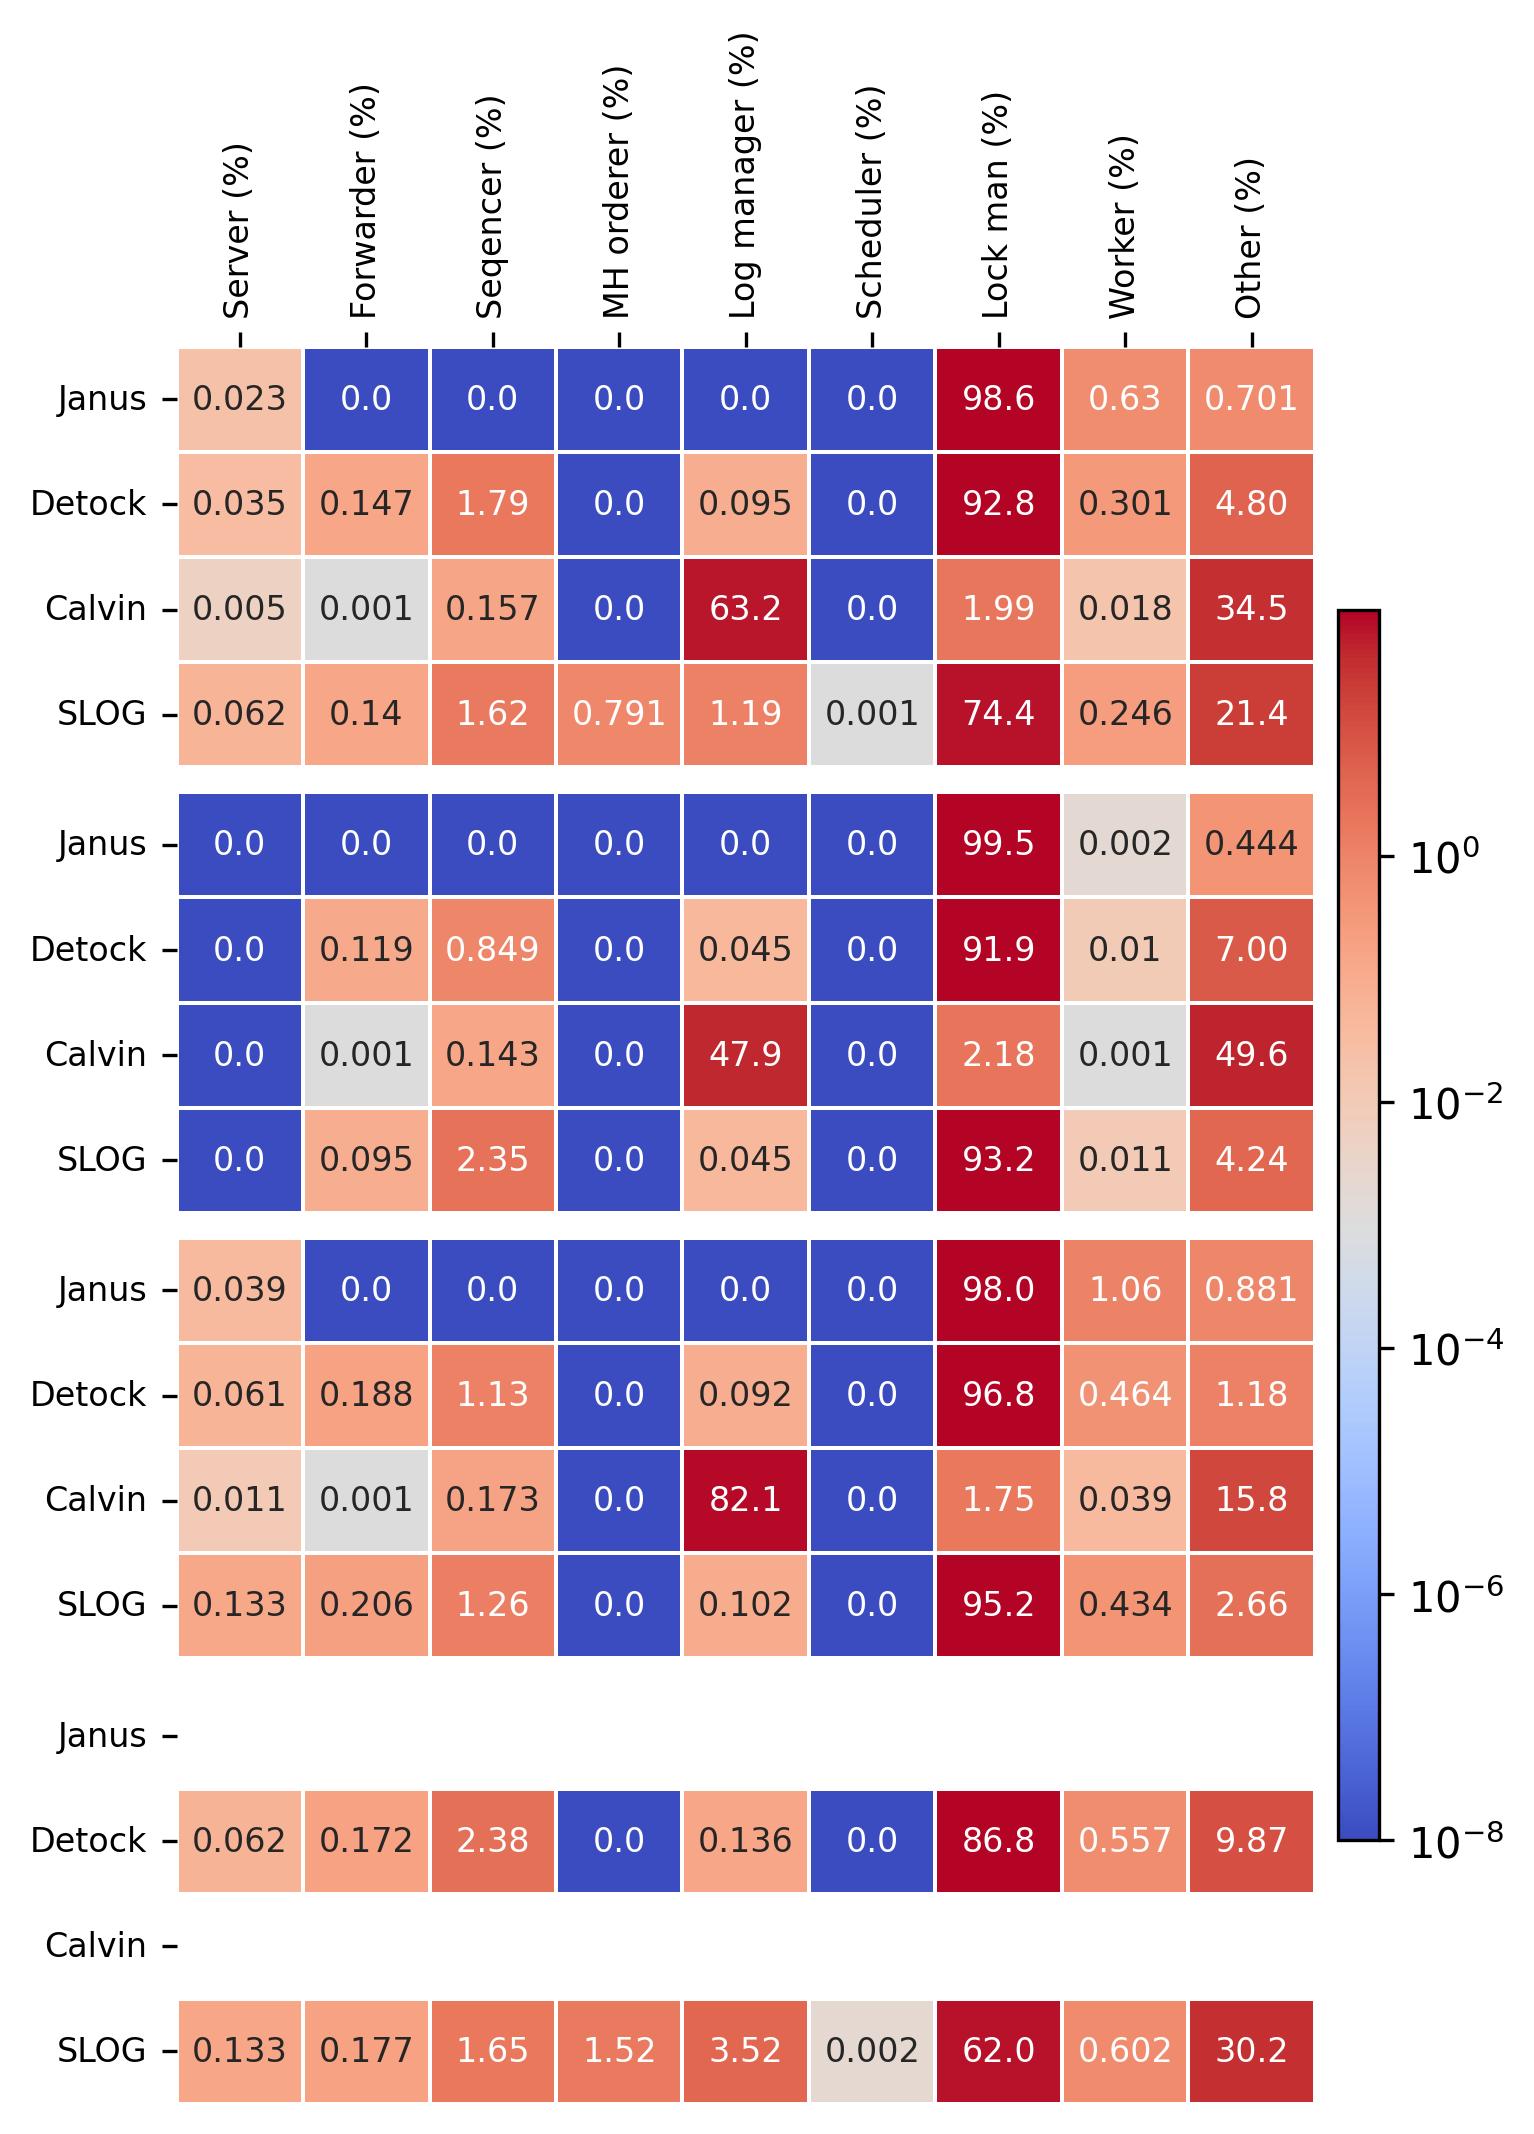 Server (%) Forwarder (%) Seqencer (%) MH orderer (%) Log manager (%) Scheduler (%) Lock man (%) Worker (%) Other (%)
Janus 0.023 0.0 0.0 0.0 0.0 0.0 98.6 0.63 0.701
Detock 0.035 0.147 1.79 0.0 0.095 0.0 92.8 0.301 4.80
Calvin 0.005 0.001 0.157 0.0 63.2 0.0 1.99 0.018 34.5
SLOG 0.062 0.14 1.62 0.791 1.19 0.001 74.4 0.246 21.4
Janus 0.0 0.0 0.0 0.0 0.0 0.0 99.5 0.002 0.444
Detock 0.0 0.119 0.849 0.0 0.045 0.0 91.9 0.01 7.00
Calvin 0.0 0.001 0.143 0.0 47.9 0.0 2.18 0.001 49.6
SLOG 0.0 0.095 2.35 0.0 0.045 0.0 93.2 0.011 4.24
Janus 0.039 0.0 0.0 0.0 0.0 0.0 98.0 1.06 0.881
Detock 0.061 0.188 1.13 0.0 0.092 0.0 96.8 0.464 1.18
Calvin 0.011 0.001 0.173 0.0 82.1 0.0 1.75 0.039 15.8
SLOG 0.133 0.206 1.26 0.0 0.102 0.0 95.2 0.434 2.66
Janus
Detock 0.062 0.172 2.38 0.0 0.136 0.0 86.8 0.557 9.87
Calvin
SLOG 0.133 0.177 1.65 1.52 3.52 0.002 62.0 0.602 30.2
10⁰
10⁻²
10⁻⁴
10⁻⁶
10⁻⁸